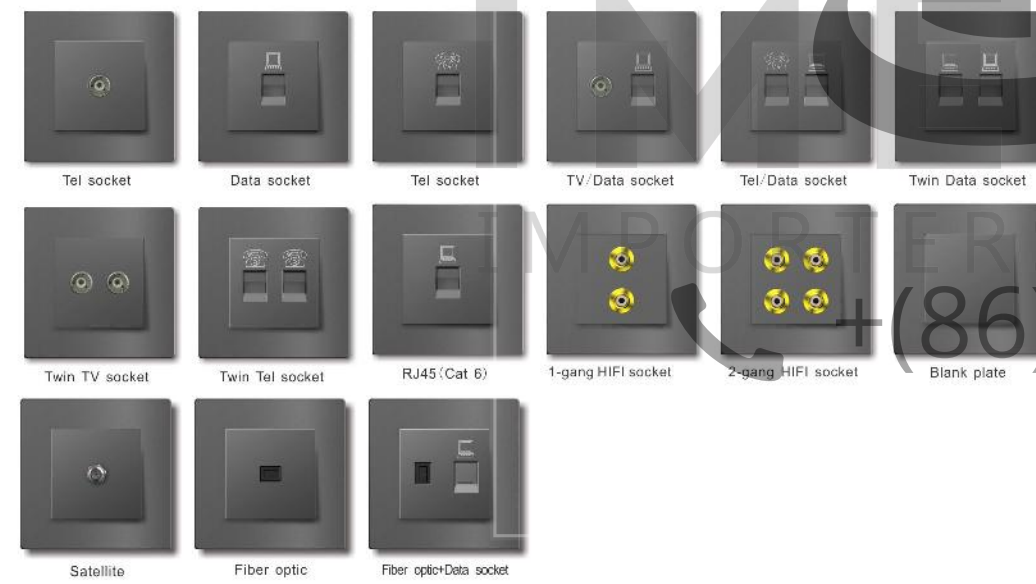 Tel socket
Data socket
Tel socket
TV/Data socket
Tel/Data socket
Twin Data socket
Twin TV socket
Twin Tel socket
RJ45(Cat 6)
1-gang HIFI socket
2-gang HIFI socket
Blank plate
IMPORTER
+(86)
Satellite
Fiber optic
Fiber optic+Data socket